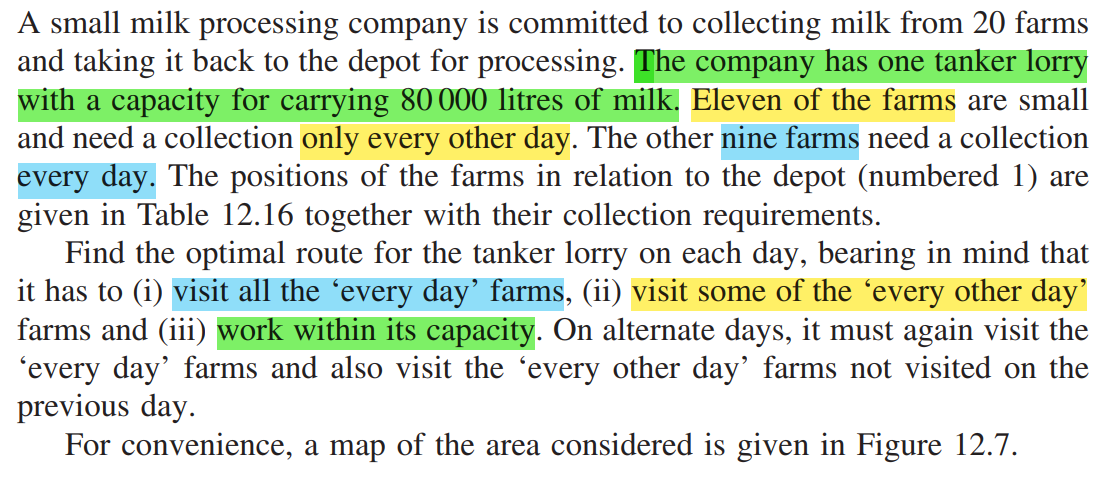 A small milk processing company is committed to collecting milk from 20 farms
and taking it back to the depot for processing. The company has one tanker lorry
with a capacity for carrying 80 000 litres of milk. Eleven of the farms are small
and need a collection only every other day. The other nine farms need a collection
every day. The positions of the farms in relation to the depot (numbered 1) are
given in Table 12.16 together with their collection requirements.
Find the optimal route for the tanker lorry on each day, bearing in mind that
it has to (i) visit all the ‘every day’ farms, (ii) visit some of the ‘every other day’
farms and (iii) work within its capacity. On alternate days, it must again visit the
‘every day’ farms and also visit the ‘every other day’ farms not visited on the
previous day.
For convenience, a map of the area considered is given in Figure 12.7.